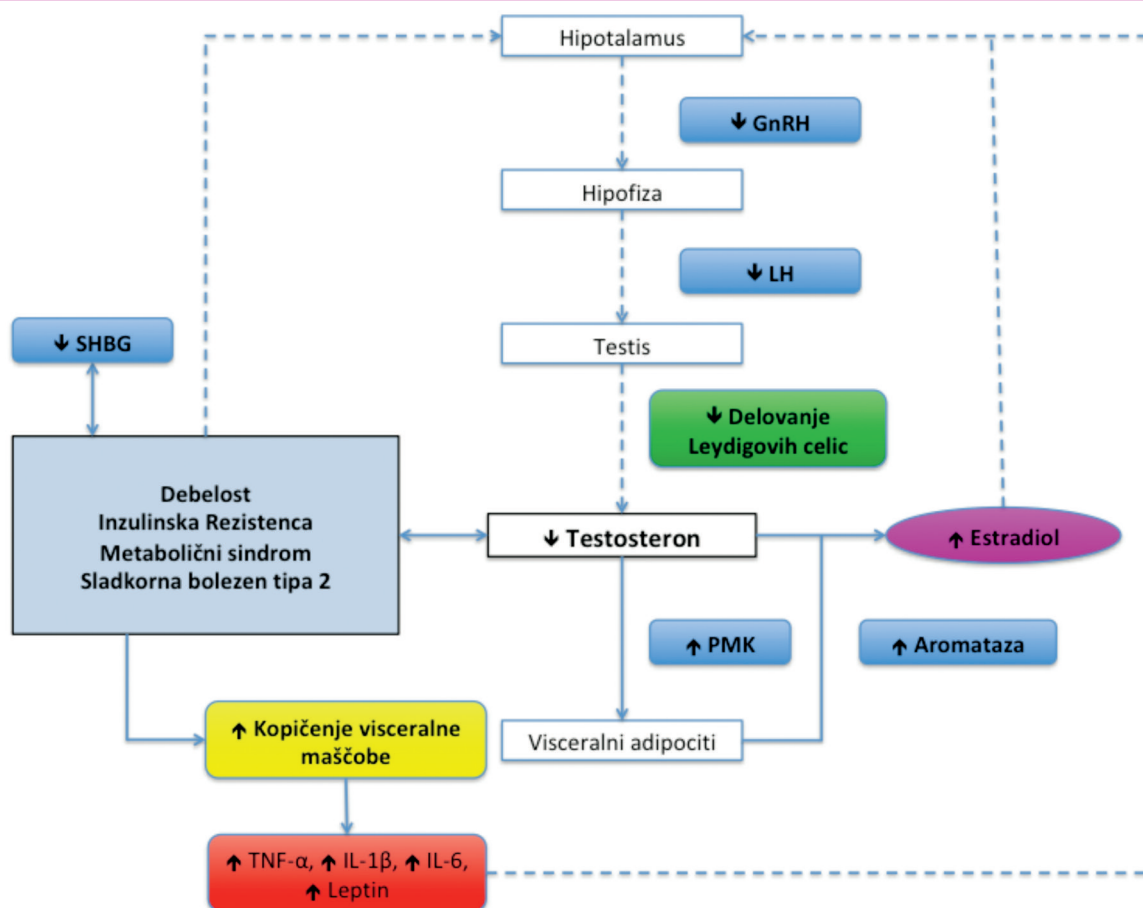 Hipotalamus
↓ GnRH
Hipofiza
↓ LH
Testis
↓ SHBG
↓ Delovanje
Leydigovih celic
Debelost
Inzulinska Rezistenca
Metabolični sindrom
Sladkorna bolezen tipa 2
↓ Testosteron
↑ Estradiol
↑ PMK
↑ Aromataza
↑ Kopičenje visceralne
maščobe
Visceralni adipociti
↑ TNF-α, ↑ IL-1β, ↑ IL-6,
↑ Leptin